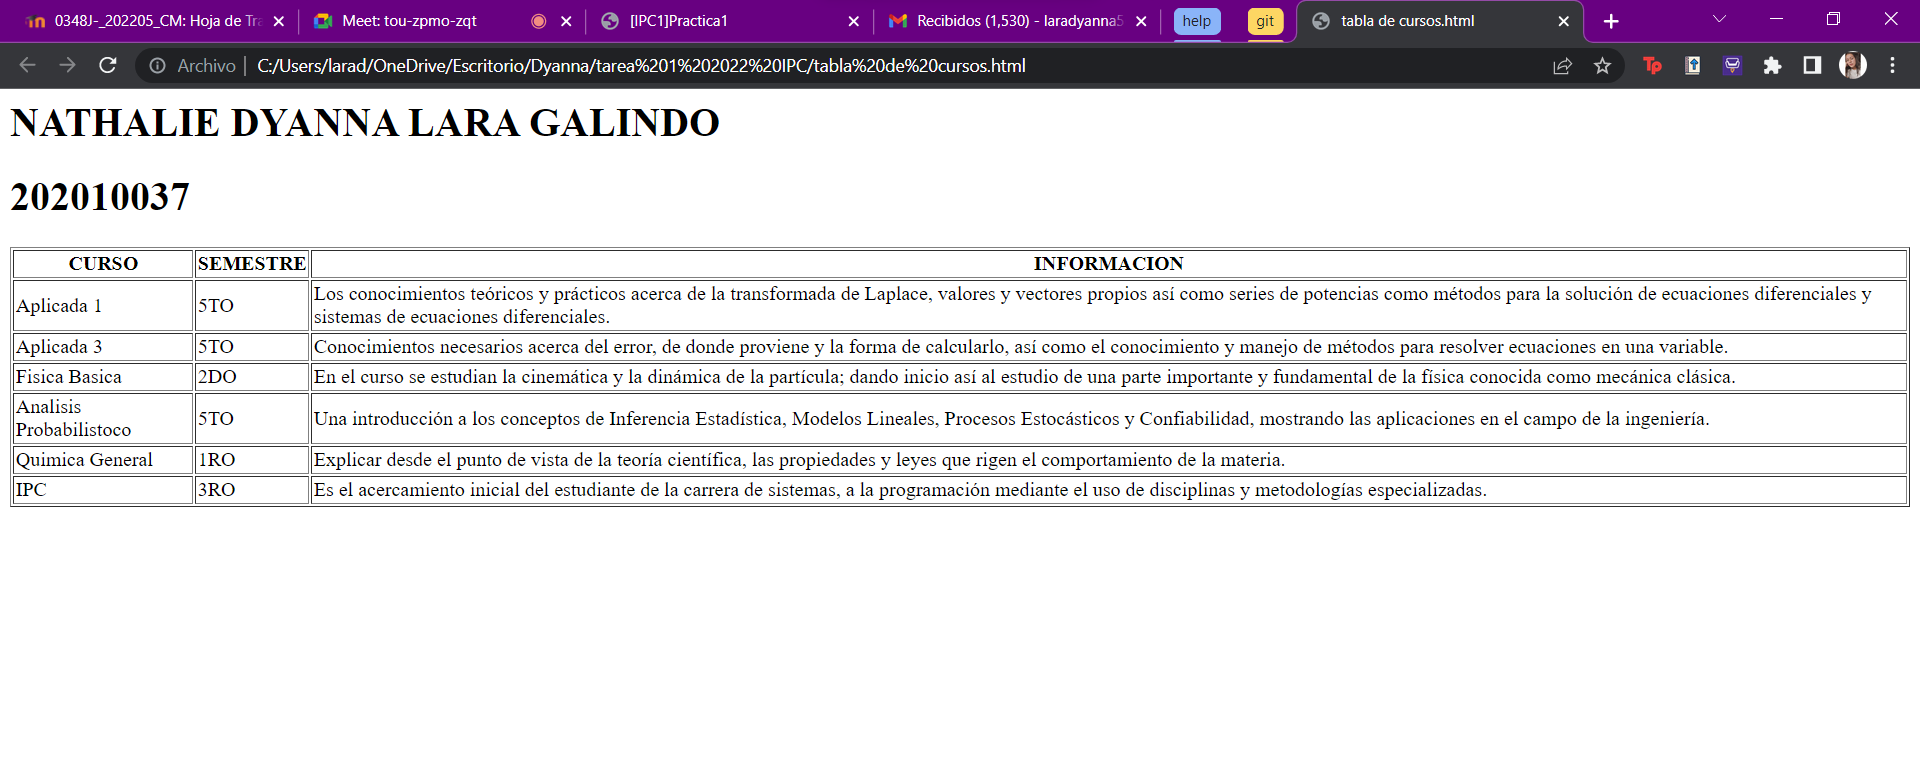 0348J-_202205_CM: Hoja de Tra
Meet: tou-zpmo-zqt
[IPC1]Practica1
Recibidos (1,530) - laradyanna5
help
git
tabla de cursos.html
Archivo | C:/Users/larad/OneDrive/Escritorio/Dyanna/tarea%201%202022%20IPC/tabla%20de%20cursos.html
Tp
NATHALIE DYANNA LARA GALINDO
202010037
CURSO SEMESTRE INFORMACION
Aplicada 1 5TO Los conocimientos teóricos y prácticos acerca de la transformada de Laplace, valores y vectores propios así como series de potencias como métodos para la solución de ecuaciones diferenciales y
sistemas de ecuaciones diferenciales.
Aplicada 3 5TO Conocimientos necesarios acerca del error, de donde proviene y la forma de calcularlo, así como el conocimiento y manejo de métodos para resolver ecuaciones en una variable.
Fisica Basica 2DO En el curso se estudian la cinemática y la dinámica de la partícula; dando inicio así al estudio de una parte importante y fundamental de la física conocida como mecánica clásica.
Analisis
Probabilistoco 5TO Una introducción a los conceptos de Inferencia Estadística, Modelos Lineales, Procesos Estocásticos y Confiabilidad, mostrando las aplicaciones en el campo de la ingeniería.
Quimica General 1RO Explicar desde el punto de vista de la teoría científica, las propiedades y leyes que rigen el comportamiento de la materia.
IPC 3RO Es el acercamiento inicial del estudiante de la carrera de sistemas, a la programación mediante el uso de disciplinas y metodologías especializadas.